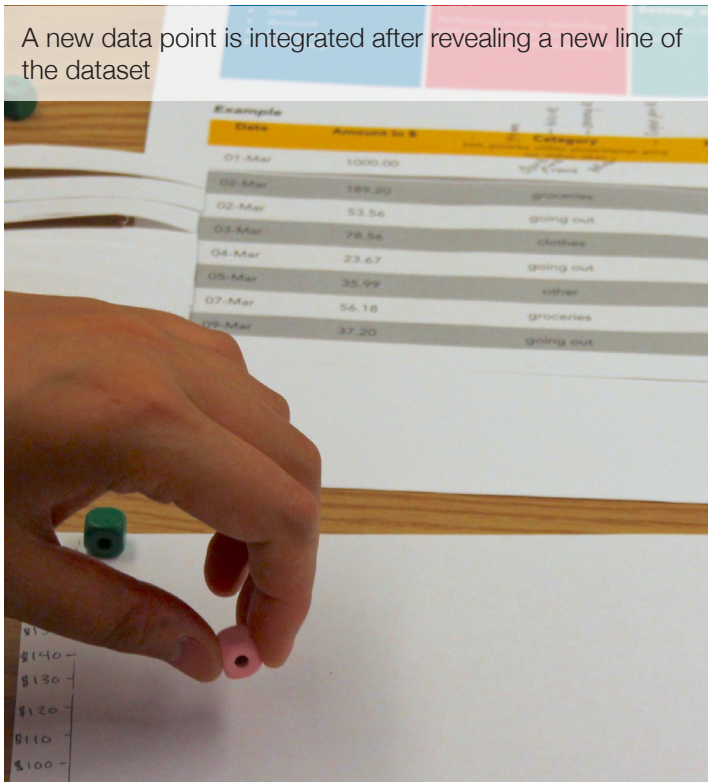 A new data point is integrated after revealing a new line of
the dataset
Example
Date Amount in $ Category
01-Mar 1000.00 rent
02-Mar 189.20 groceries
02-Mar 53.56 going out
03-Mar 78.56 clothes
04-Mar 23.67 going out
05-Mar 35.99 other
07-Mar 56.18 groceries
09-Mar 37.20 going out
$140
$130
$120
$110
$100